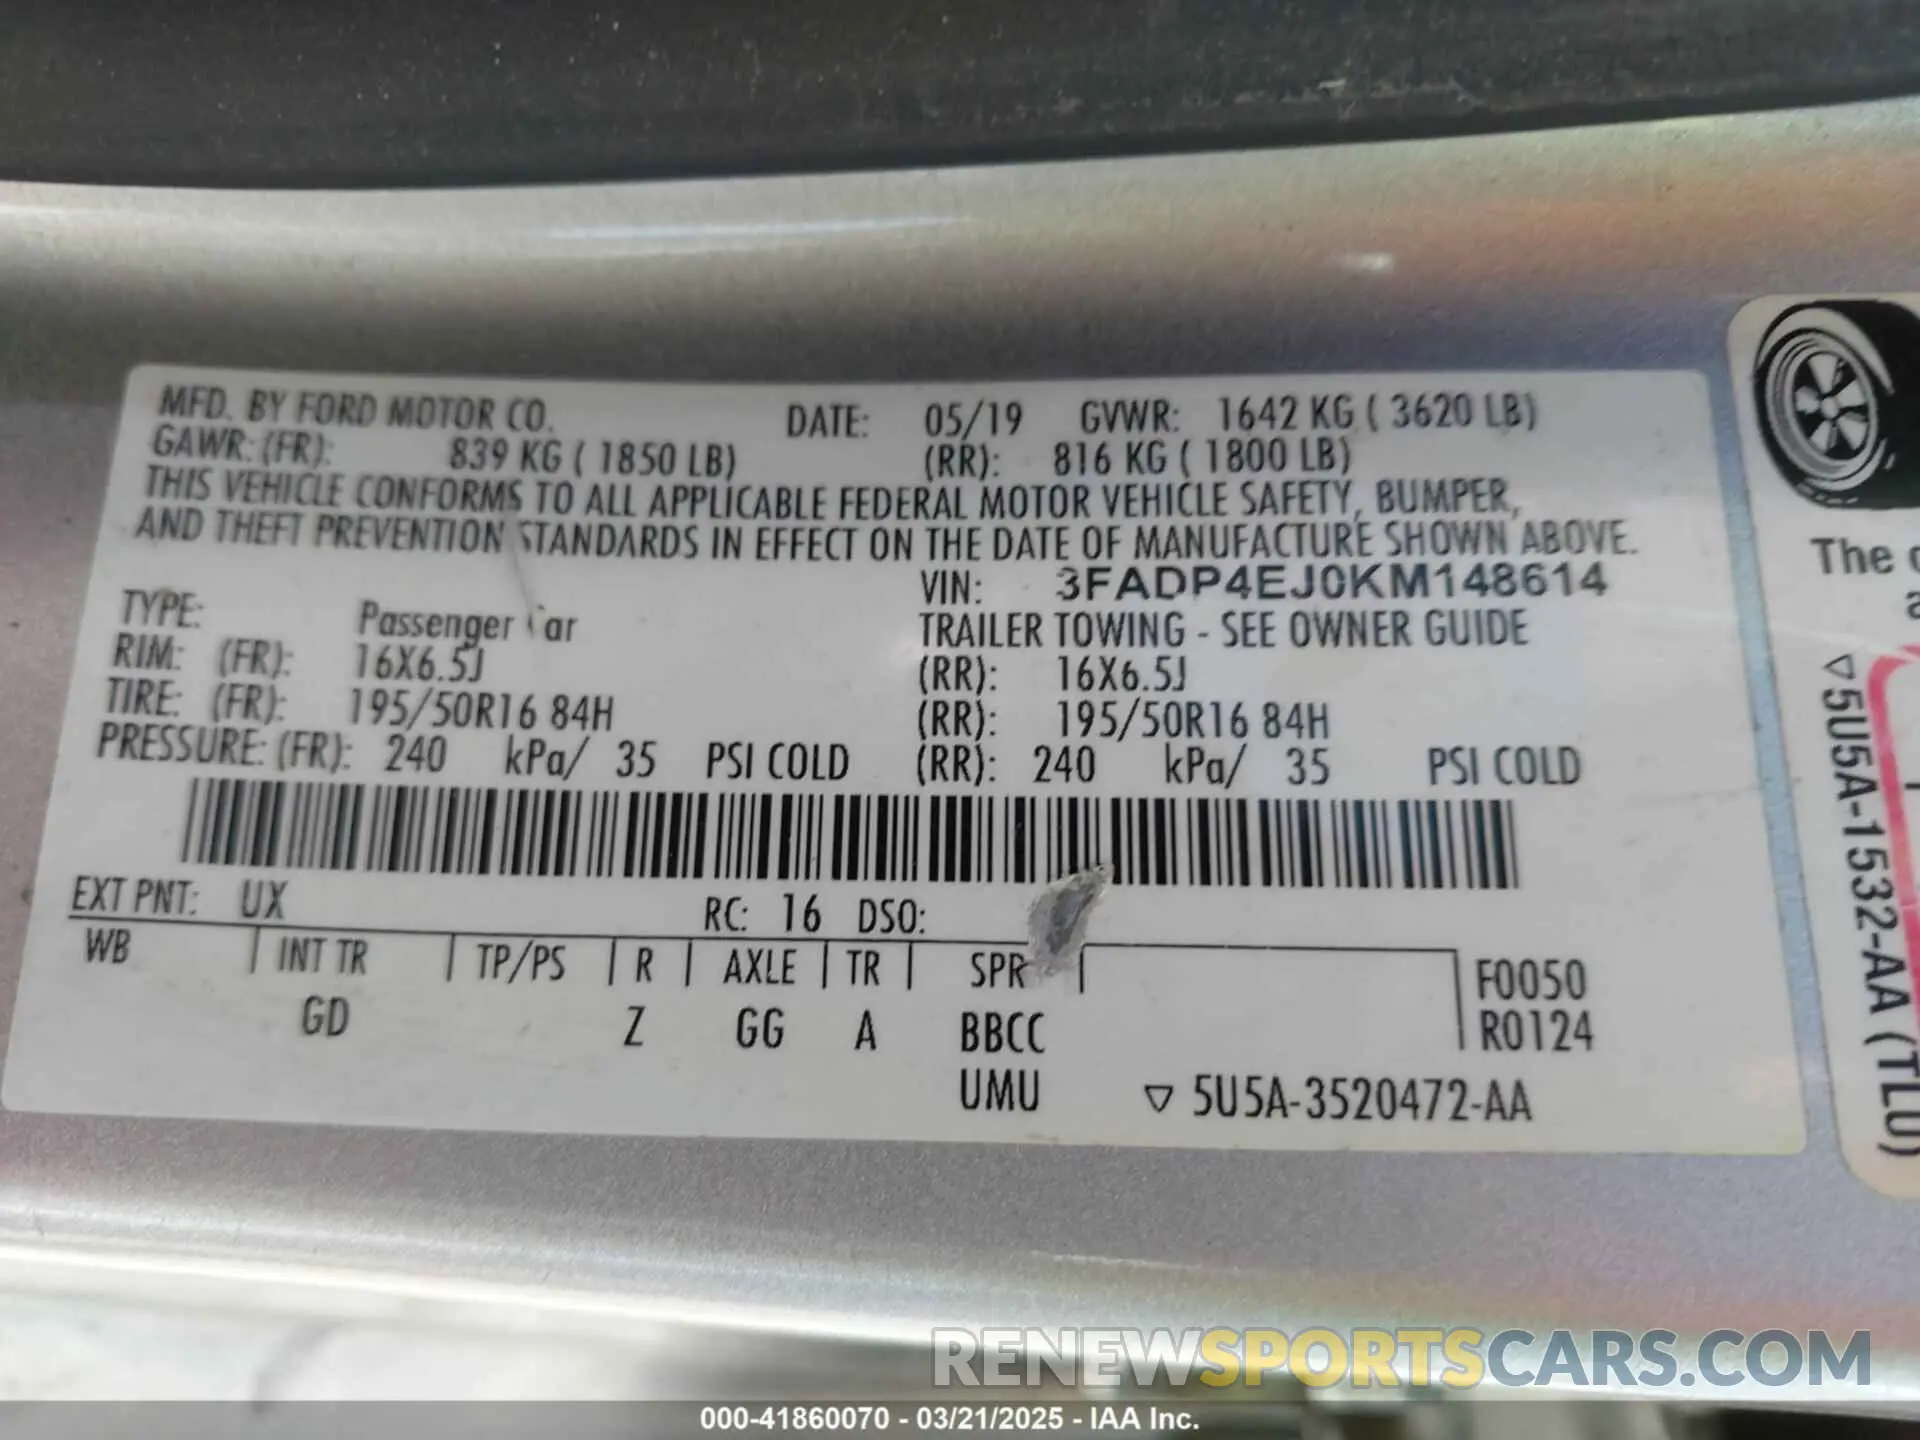 MFD. BY FORD MOTOR CO. DATE: 05/19 GVWR: 1642 KG ( 3620 LB)
GAWR: (FR): 839 KG ( 1850 LB) (RR): 816 KG ( 1800 LB)
THIS VEHICLE CONFORMS TO ALL APPLICABLE FEDERAL MOTOR VEHICLE SAFETY, BUMPER,
AND THEFT PREVENTION STANDARDS IN EFFECT ON THE DATE OF MANUFACTURE SHOWN ABOVE.
VIN: 3FADP4EJ0KM148614
TYPE: Passenger ar TRAILER TOWING - SEE OWNER GUIDE
RIM: (FR): 16X6.5J (RR): 16X6.5J
TIRE: (FR): 195/50R16 84H (RR): 195/50R16 84H
PRESSURE: (FR): 240 kPa/ 35 PSI COLD (RR): 240 kPa/ 35 PSI COLD
EXT PNT: UX RC: 16 DSO:
WB INT TR TP/PS R AXLE TR SPR F0050
GD Z GG A BBCC R0124
UMU ▽ 5U5A-3520472-AA
The
▽5U5A-1532-AA (TLU)
RENEWSPORTSCARS.COM
000-41860070 - 03/21/2025 - IAA Inc.